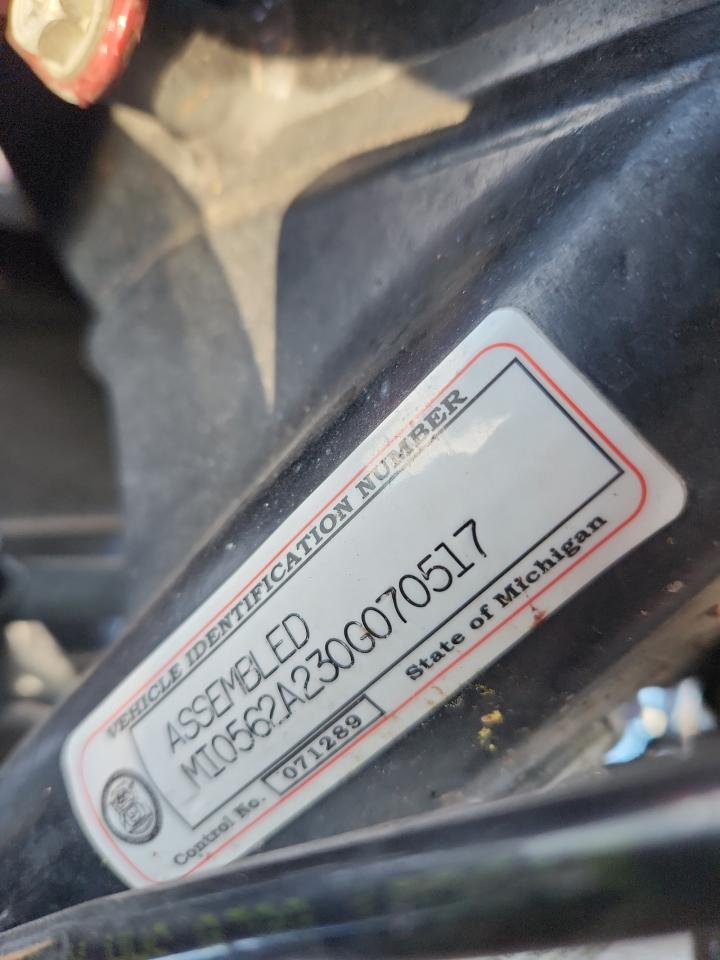 VEHICLE IDENTIFICATION NUMBER
ASSEMBLED
MI0562A230G070517
Control No. 071289
State of Michigan